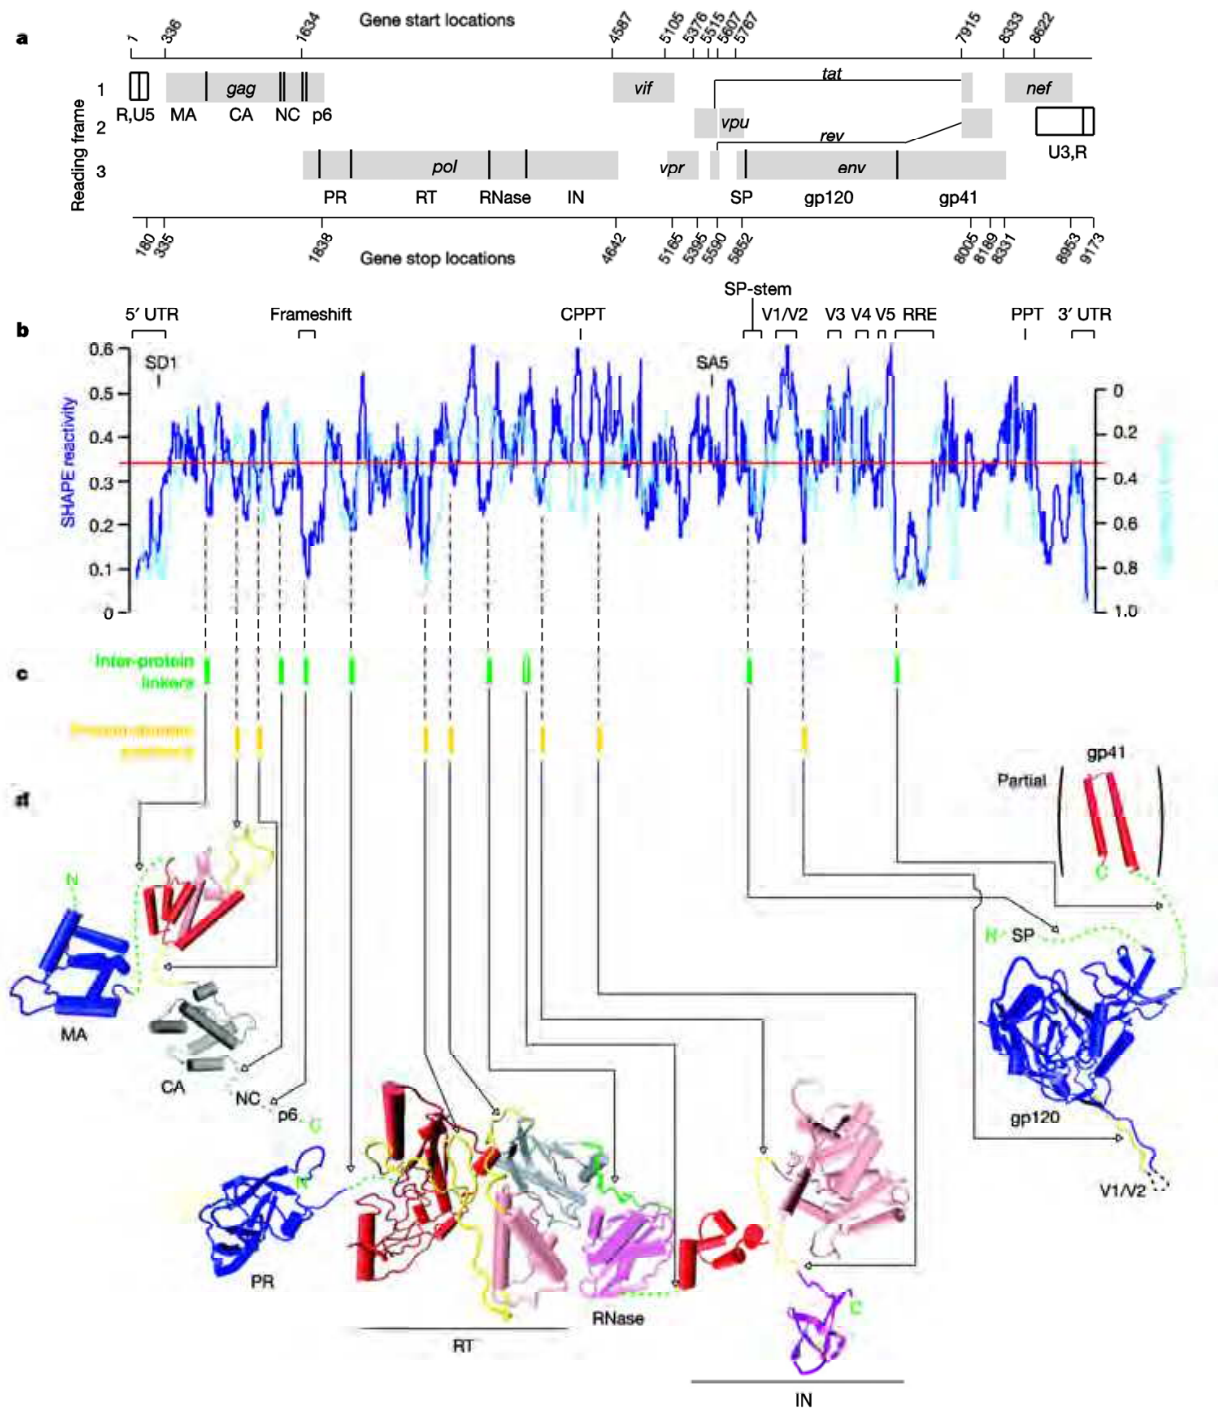 a
Gene start locations
1 336 1634 4587 5105 5376 5515 5607 5767 7915 8333 8622
Reading frame
1 gag vif tat nef
R,U5 MA CA NC p6
2 vpu rev
U3,R
3 pol vpr env
PR RT RNase IN SP gp120 gp41
180 335 1838 4642 5165 5395 5590 5852 8005 8189 8331 8953 9173
Gene stop locations
SP-stem
b 5′ UTR Frameshift CPPT V1/V2 V3 V4 V5 RRE PPT 3′ UTR
SD1 SA5
SHAPE reactivity
0.6
0.5
0.4
0.3
0.2
0.1
0
0
0.2
0.4
0.6
0.8
1.0
c Inter-protein
linkers
gp41
Partial
d
C
N
N SP
MA
CA
NC
p6
C
gp120
V1/V2
N
PR
RNase
RT
C
IN